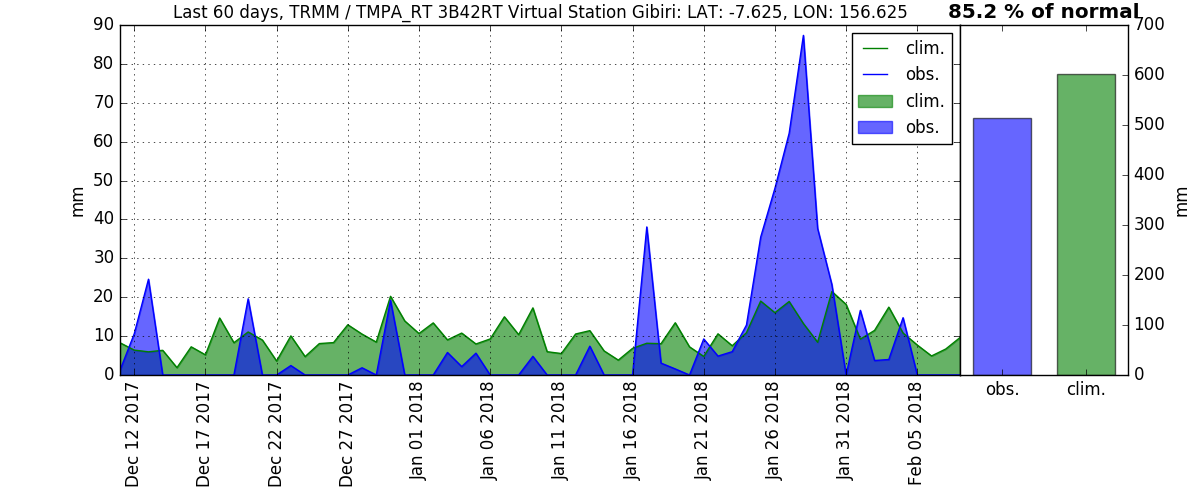 Last 60 days, TRMM / TMPA_RT 3B42RT Virtual Station Gibiri: LAT: -7.625, LON: 156.625
85.2 % of normal
90
80
70
60
50
40
30
20
10
0
mm
clim.
obs.
clim.
obs.
700
600
500
400
300
200
100
0
mm
obs.
clim.
Dec 12 2017
Dec 17 2017
Dec 22 2017
Dec 27 2017
Jan 01 2018
Jan 06 2018
Jan 11 2018
Jan 16 2018
Jan 21 2018
Jan 26 2018
Jan 31 2018
Feb 05 2018